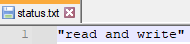 status.txt
1 "read and write"